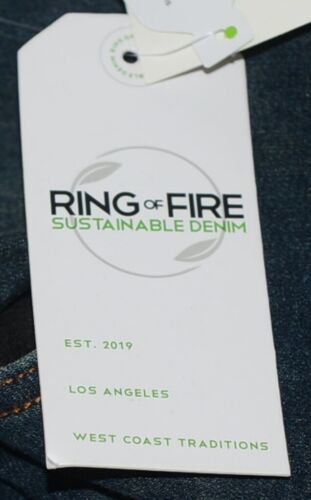 RING OF FIRE
SUSTAINABLE DENIM
EST. 2019
LOS ANGELES
WEST COAST TRADITIONS